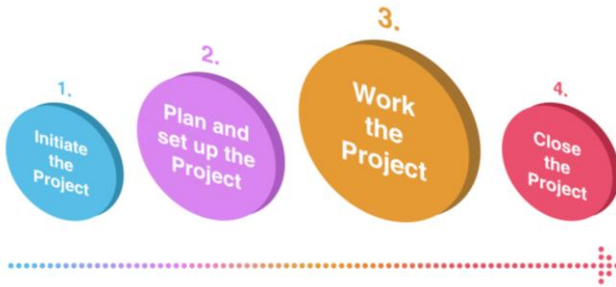 1.
Initiate
the
Project
2.
Plan and
set up the
Project
3.
Work
the
Project
4.
Close
the
Project